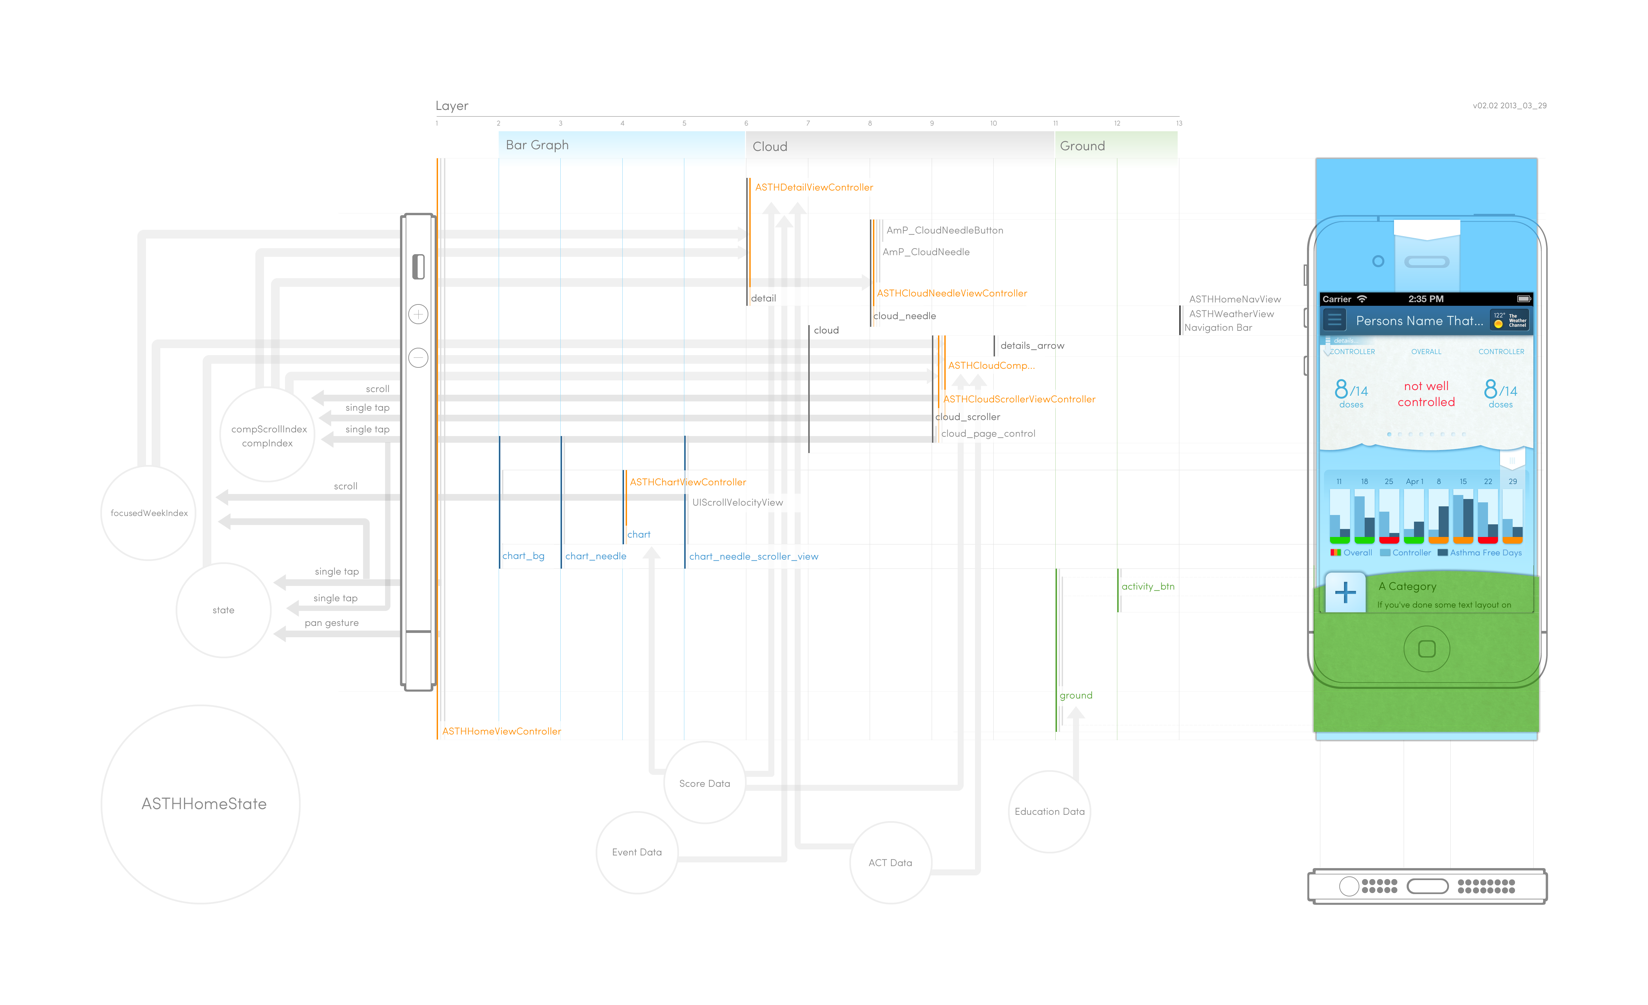 Layer
v02.02 2013_03_29
1 2 3 4 5 6 7 8 9 10 11 12 13
Bar Graph
Cloud
Ground
ASTHDetailViewController
AmP_CloudNeedleButton
AmP_CloudNeedle
ASTHCloudNeedleViewController
detail
cloud_needle
cloud
details_arrow
ASTHHomeNavView
ASTHWeatherView
Navigation Bar
ASTHCloudComp...
ASTHCloudScrollerViewController
cloud_scroller
cloud_page_control
scroll
single tap
single tap
compScrollIndex
compIndex
ASTHChartViewController
UIScrollVelocityView
scroll
focusedWeekIndex
chart
chart_bg
chart_needle
chart_needle_scroller_view
single tap
single tap
pan gesture
state
activity_btn
ground
ASTHHomeViewController
ASTHHomeState
Score Data
Event Data
ACT Data
Education Data
Carrier
2:35 PM
Persons Name That...
122°
The
Weather
Channel
details
CONTROLLER
OVERALL
CONTROLLER
8/14
doses
not well
controlled
8/14
doses
11 18 25 Apr 1 8 15 22 29
Overall
Controller
Asthma Free Days
A Category
If you've done some text layout on